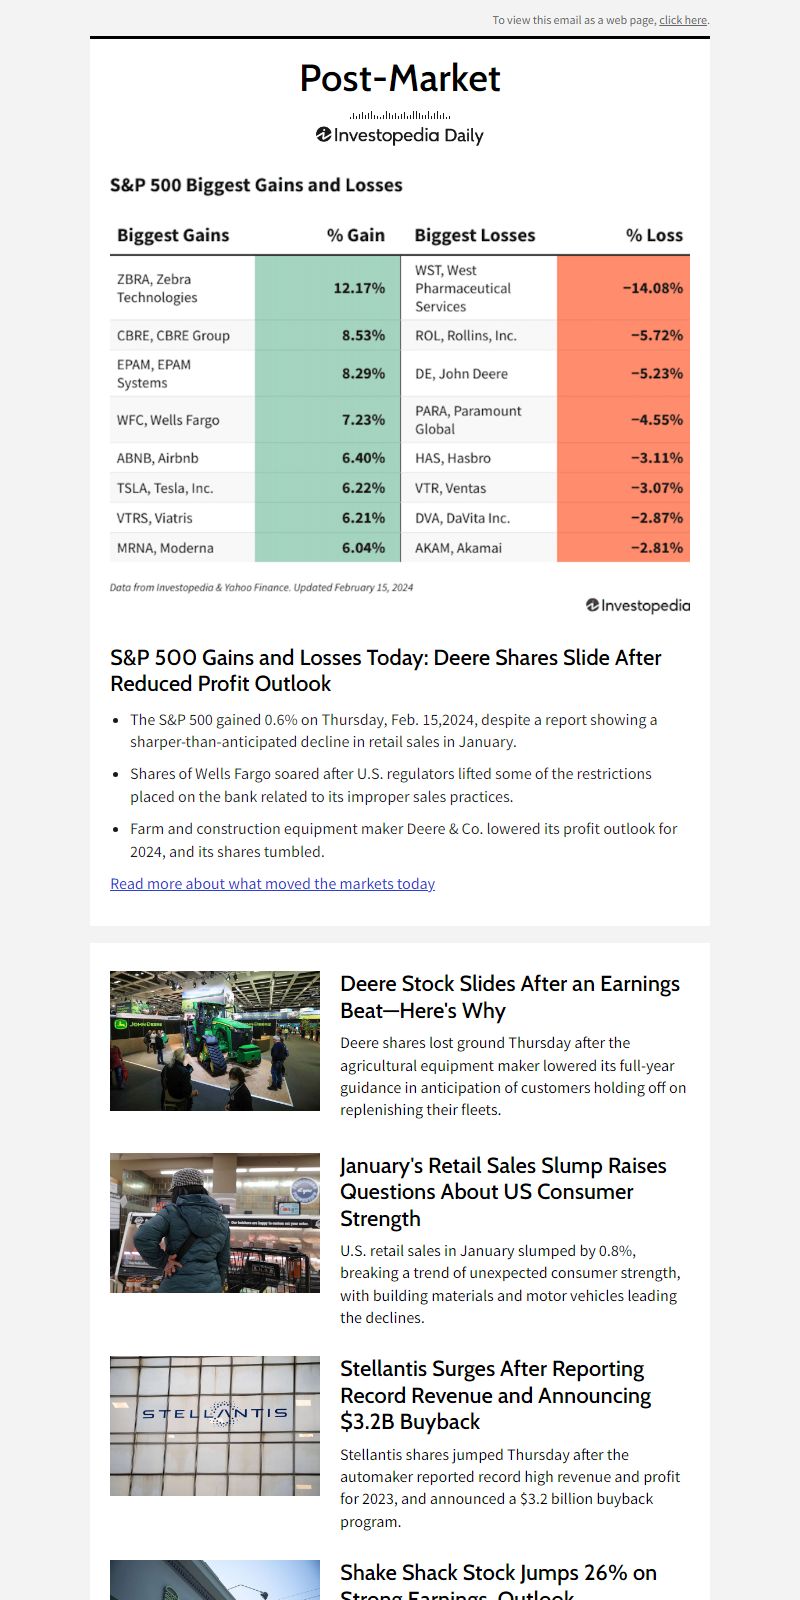 To view this email as a web page, click here.
Post-Market
Investopedia Daily
S&P 500 Biggest Gains and Losses
Biggest Gains % Gain Biggest Losses % Loss
ZBRA, Zebra
Technologies
12.17%
WST, West
Pharmaceutical
Services
−14.08%
CBRE, CBRE Group 8.53% ROL, Rollins, Inc. −5.72%
EPAM, EPAM
Systems
8.29% DE, John Deere −5.23%
WFC, Wells Fargo 7.23%
PARA, Paramount
Global
−4.55%
ABNB, Airbnb 6.40% HAS, Hasbro −3.11%
TSLA, Tesla, Inc. 6.22% VTR, Ventas −3.07%
VTRS, Viatris 6.21% DVA, DaVita Inc. −2.87%
MRNA, Moderna 6.04% AKAM, Akamai −2.81%
Data from Investopedia & Yahoo Finance. Updated February 15, 2024
Investopedia
S&P 500 Gains and Losses Today: Deere Shares Slide After
Reduced Profit Outlook
• The S&P 500 gained 0.6% on Thursday, Feb. 15,2024, despite a report showing a
sharper-than-anticipated decline in retail sales in January.
• Shares of Wells Fargo soared after U.S. regulators lifted some of the restrictions
placed on the bank related to its improper sales practices.
• Farm and construction equipment maker Deere & Co. lowered its profit outlook for
2024, and its shares tumbled.
Read more about what moved the markets today
JOHN DEERE
Deere Stock Slides After an Earnings
Beat—Here's Why
Deere shares lost ground Thursday after the
agricultural equipment maker lowered its full-year
guidance in anticipation of customers holding off on
replenishing their fleets.
January's Retail Sales Slump Raises
Questions About US Consumer
Strength
U.S. retail sales in January slumped by 0.8%,
breaking a trend of unexpected consumer strength,
with building materials and motor vehicles leading
the declines.
STELLANTIS
Stellantis Surges After Reporting
Record Revenue and Announcing
$3.2B Buyback
Stellantis shares jumped Thursday after the
automaker reported record high revenue and profit
for 2023, and announced a $3.2 billion buyback
program.
Shake Shack Stock Jumps 26% on
Strong Earnings, Outlook